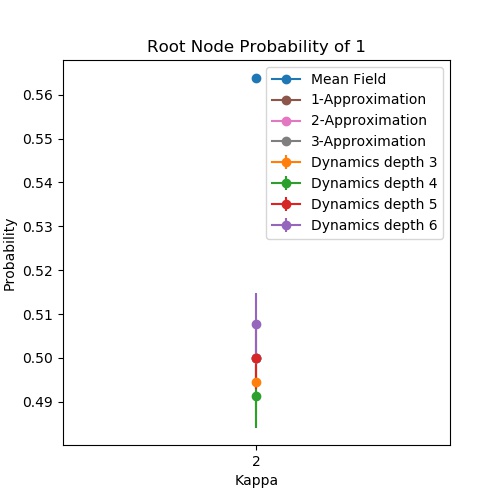 Root Node Probability of 1
Mean Field
1-Approximation
2-Approximation
3-Approximation
Dynamics depth 3
Dynamics depth 4
Dynamics depth 5
Dynamics depth 6
0.56
0.55
0.54
0.53
0.52
0.51
0.50
0.49
Probability
2
Kappa